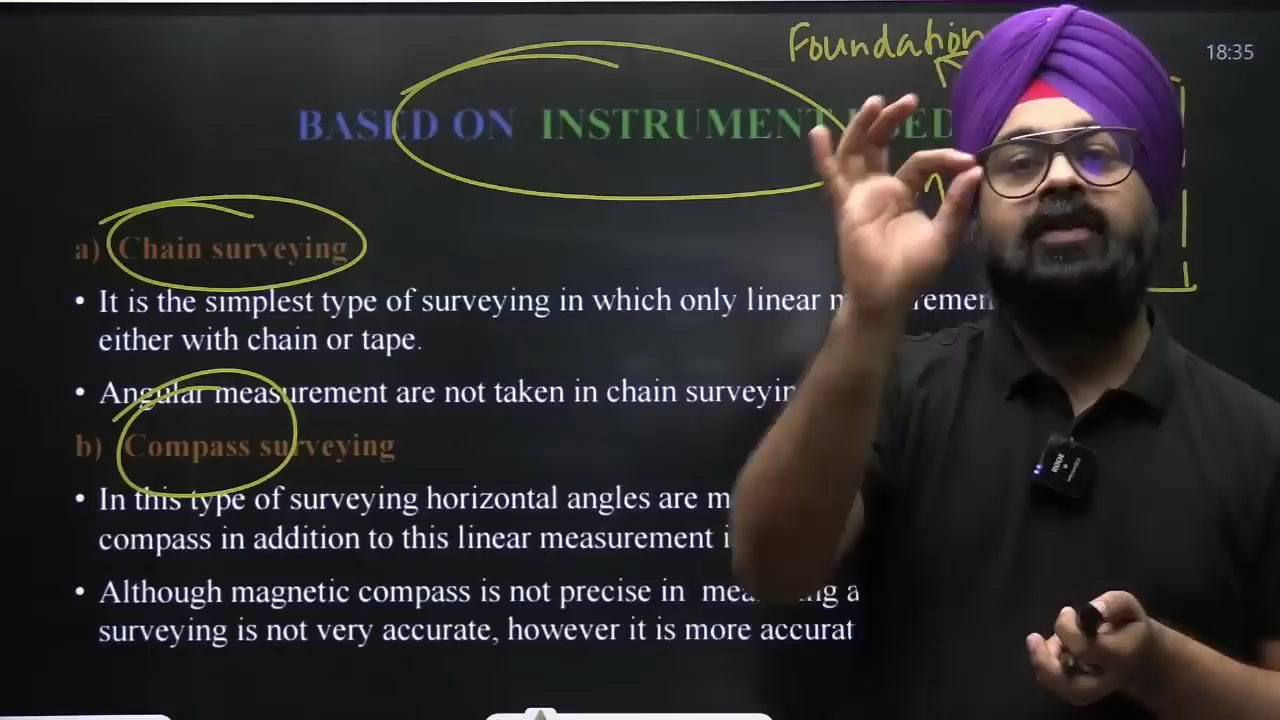 Foundation
18:35
BASED ON INSTRUMENT
a) Chain surveying
• It is the simplest type of surveying in which only linear
either with chain or tape.
• Angular measurement are not taken in chain
b) Compass surveying
• In this type of surveying horizontal angles are
compass in addition to this linear measurement
• Although magnetic compass is not precise in
surveying is not very accurate, however it is more